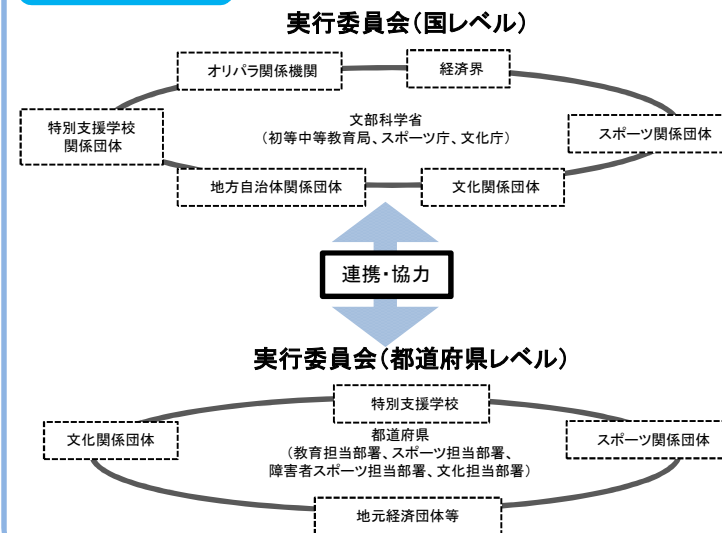 実行委員会(国レベル)
オリパラ関係機関
経済界
特別支援学校
関係団体
文部科学省
(初等中等教育局、スポーツ庁、文化庁)
スポーツ関係団体
地方自治体関係団体
文化関係団体
連携・協力
実行委員会(都道府県レベル)
特別支援学校
文化関係団体
都道府県
(教育担当部署、スポーツ担当部署、
障害者スポーツ担当部署、文化担当部署)
スポーツ関係団体
地元経済団体等